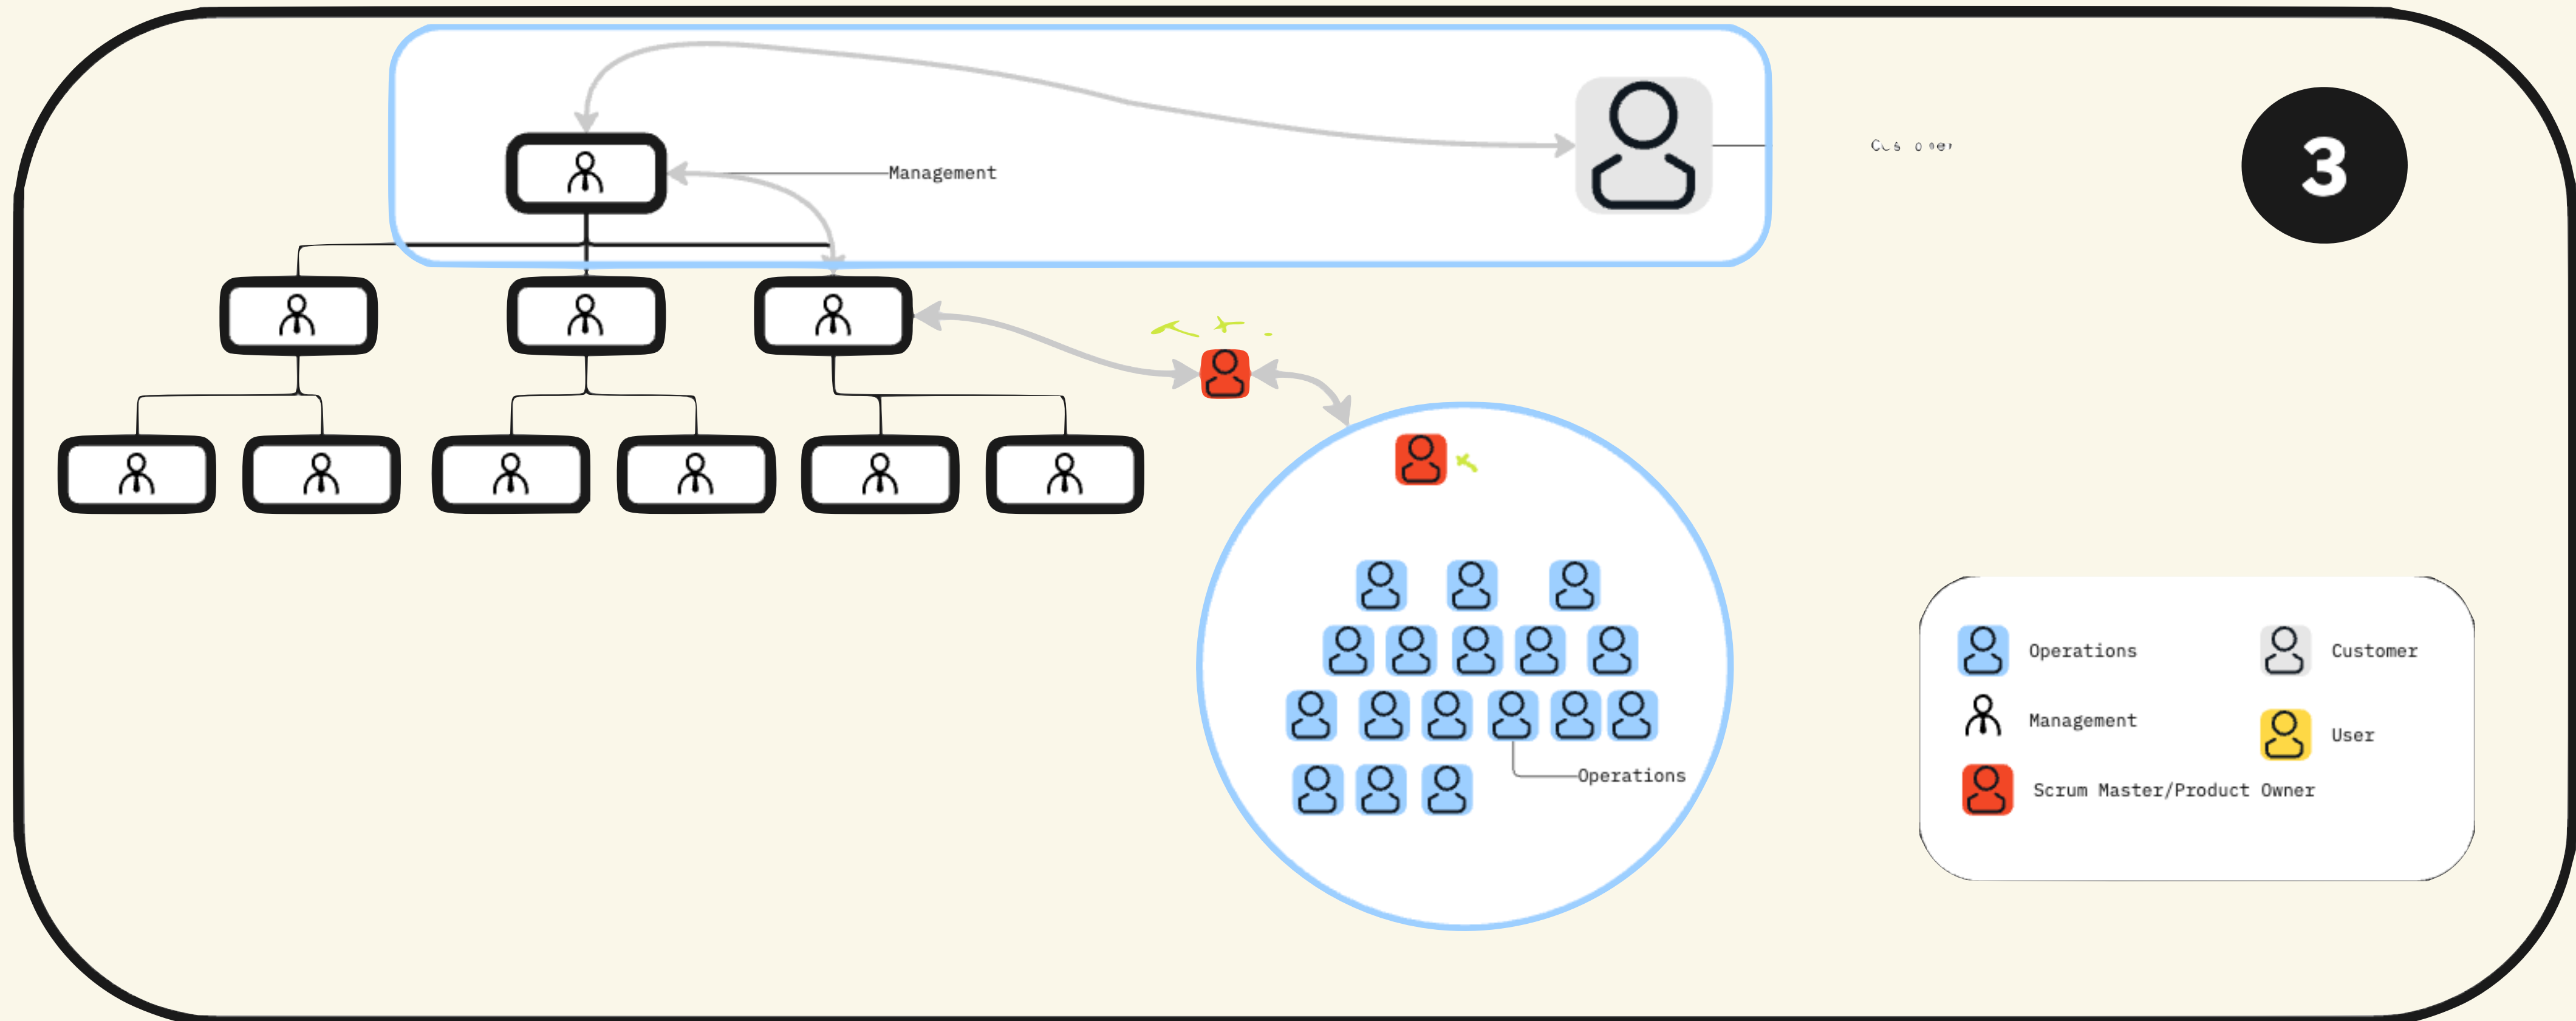 3
Management
Operations
Operations
Customer
Management
User
Scrum Master/Product Owner